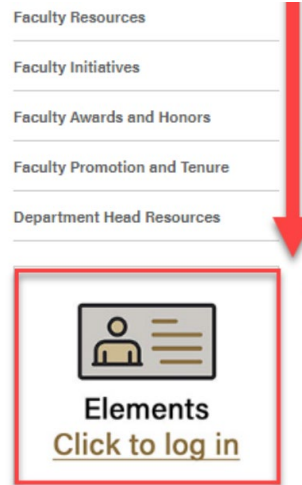 Faculty Resources
Faculty Initiatives
Faculty Awards and Honors
Faculty Promotion and Tenure
Department Head Resources
Elements
Click to log in